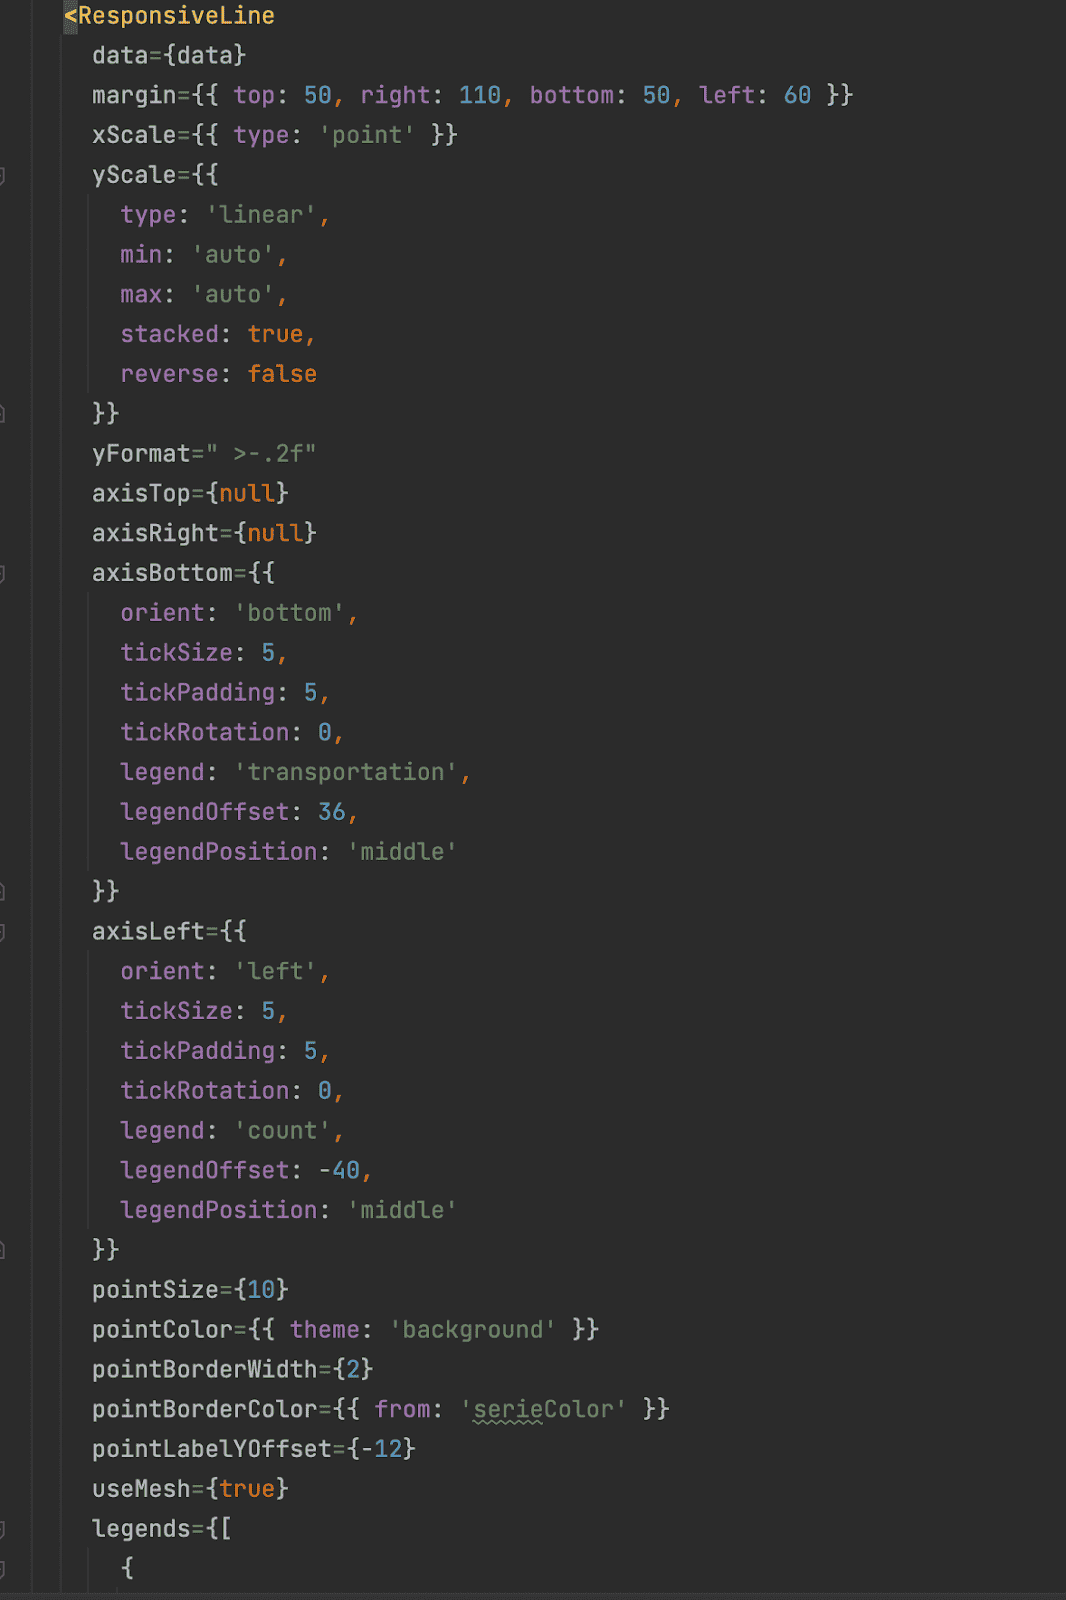 <ResponsiveLine
data={data}
margin={{ top: 50, right: 110, bottom: 50, left: 60 }}
xScale={{ type: 'point' }}
yScale={{
type: 'linear',
min: 'auto',
max: 'auto',
stacked: true,
reverse: false
}}
yFormat=" >-.2f"
axisTop={null}
axisRight={null}
axisBottom={{
orient: 'bottom',
tickSize: 5,
tickPadding: 5,
tickRotation: 0,
legend: 'transportation',
legendOffset: 36,
legendPosition: 'middle'
}}
axisLeft={{
orient: 'left',
tickSize: 5,
tickPadding: 5,
tickRotation: 0,
legend: 'count',
legendOffset: -40,
legendPosition: 'middle'
}}
pointSize={10}
pointColor={{ theme: 'background' }}
pointBorderWidth={2}
pointBorderColor={{ from: 'serieColor' }}
pointLabelYOffset={-12}
useMesh={true}
legends={[
{